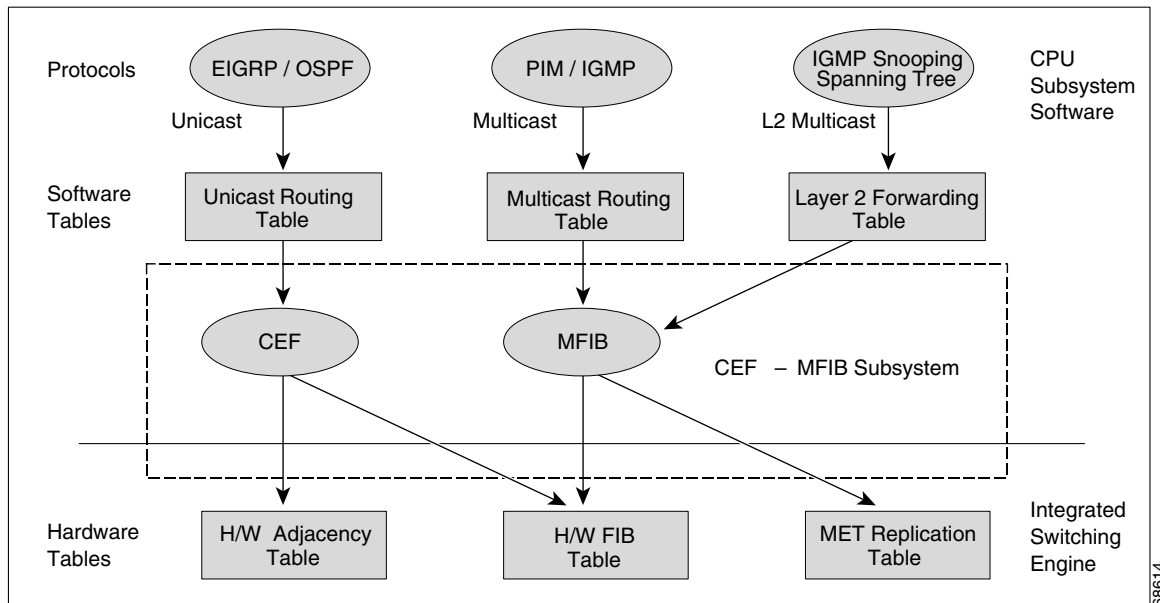 Protocols
EIGRP / OSPF
PIM / IGMP
IGMP Snooping
Spanning Tree
CPU
Subsystem
Software
Unicast
Multicast
L2 Multicast
Software
Tables
Unicast Routing
Table
Multicast Routing
Table
Layer 2 Forwarding
Table
CEF
MFIB
CEF – MFIB Subsystem
Hardware
Tables
H/W Adjacency
Table
H/W FIB
Table
MET Replication
Table
Integrated
Switching
Engine
68614